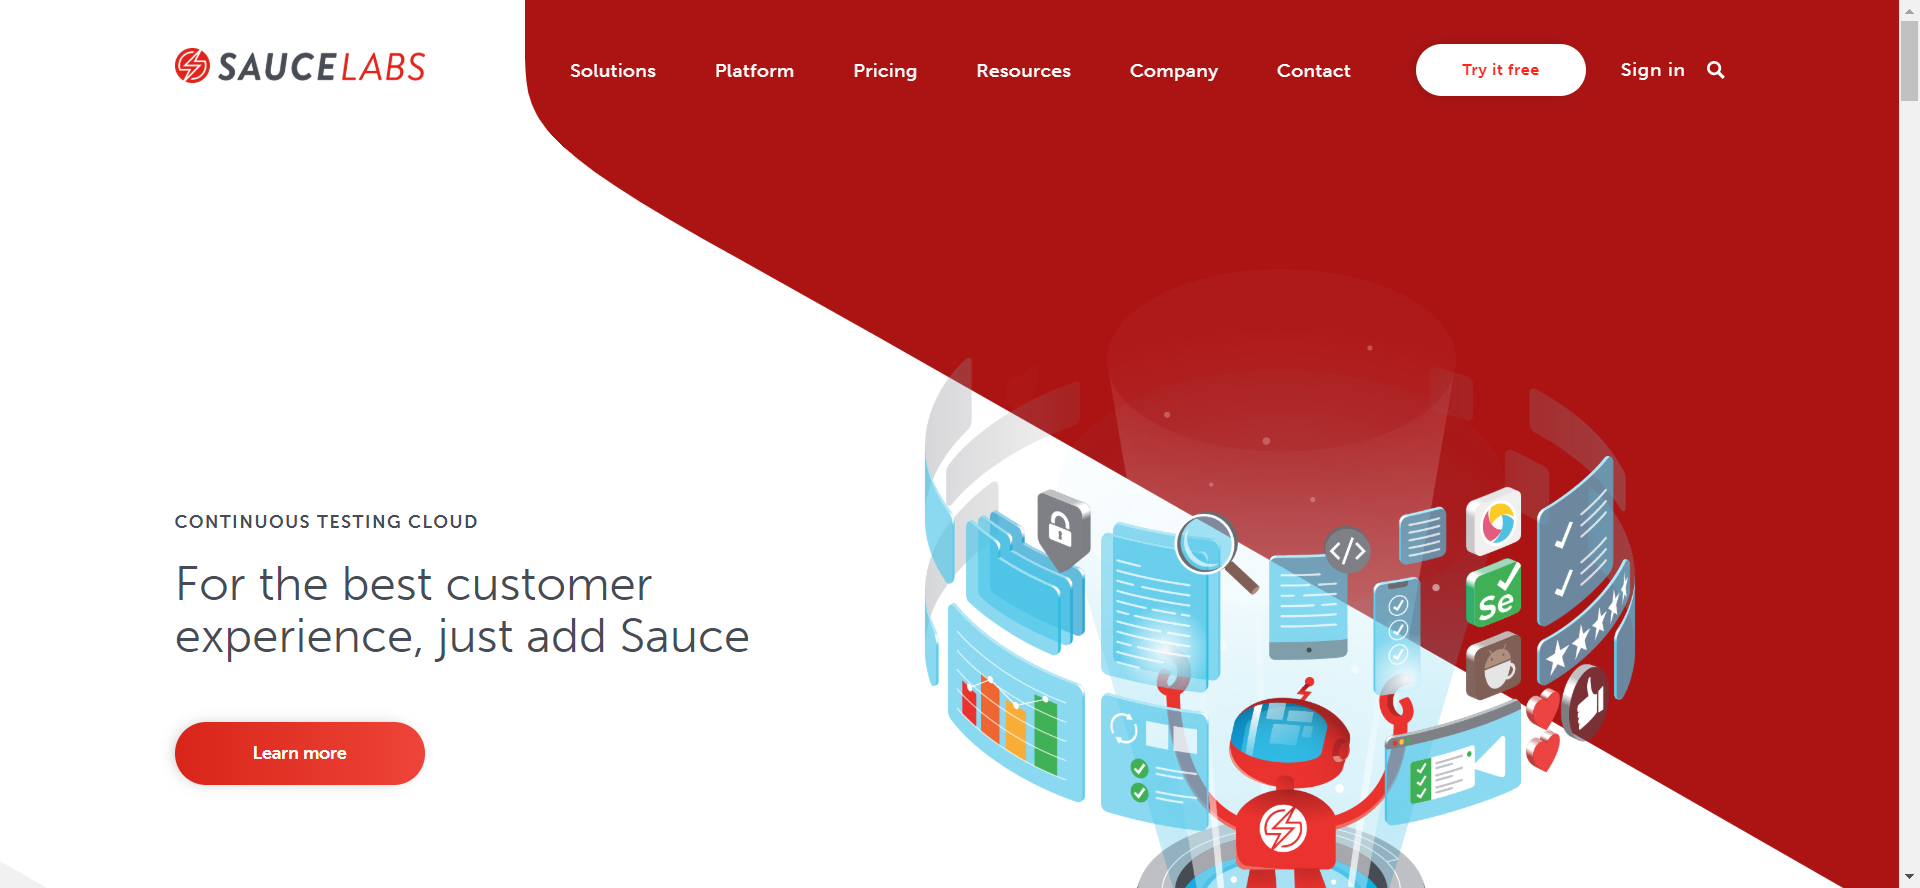 SAUCELABS
Solutions
Platform
Pricing
Resources
Company
Contact
Try it free
Sign in
CONTINUOUS TESTING CLOUD
For the best customer
experience, just add Sauce
Learn more
</>
Se